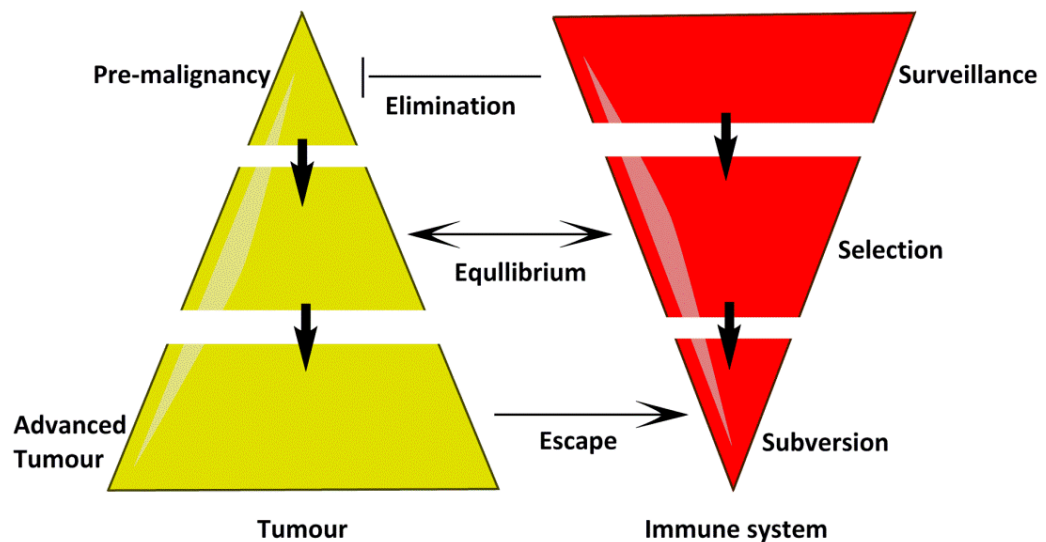 Pre-malignancy
Elimination
Surveillance
Equllibrium
Selection
Advanced
Tumour
Escape
Subversion
Tumour
Immune system